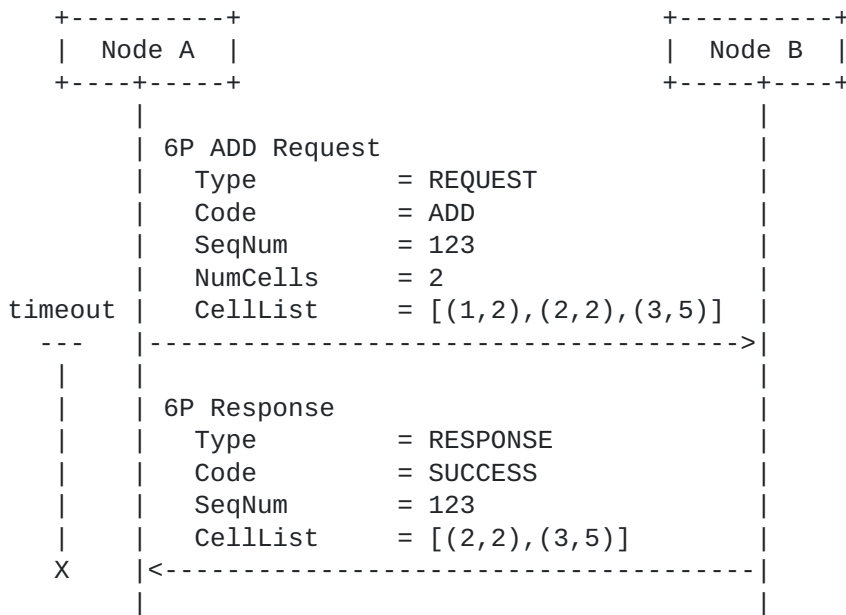 Node A Node B
6P ADD Request
Type = REQUEST
Code = ADD
SeqNum = 123
NumCells = 2
timeout CellList = [(1,2),(2,2),(3,5)]
6P Response
Type = RESPONSE
Code = SUCCESS
SeqNum = 123
CellList = [(2,2),(3,5)]
X